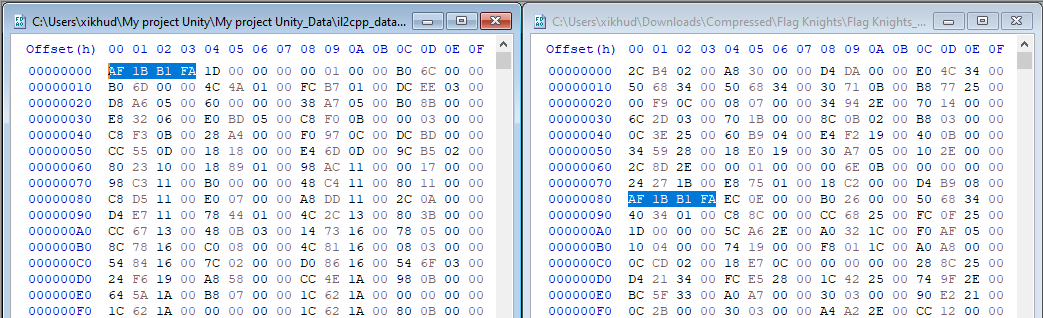 C:\Users\xikhud\My project Unity\My project Unity_Data\il2cpp_data...
Offset(h) 00 01 02 03 04 05 06 07 08 09 0A 0B 0C 0D 0E 0F
00000000 AF 1B B1 FA 1D 00 00 00 00 01 00 00 B0 6C 00 00
00000010 B0 6D 00 00 4C 4A 01 00 FC B7 01 00 DC EE 03 00
00000020 D8 A6 05 00 60 00 00 00 38 A7 05 00 B0 8B 00 00
00000030 E8 32 06 00 E0 BD 05 00 C8 F0 0B 00 00 03 00 00
00000040 C8 F3 0B 00 28 A4 00 00 F0 97 0C 00 DC BD 00 00
00000050 CC 55 0D 00 18 18 00 00 E4 6D 0D 00 9C B5 02 00
00000060 80 23 10 00 18 89 01 00 98 AC 11 00 00 17 00 00
00000070 98 C3 11 00 B0 00 00 00 48 C4 11 00 80 11 00 00
00000080 C8 D5 11 00 E0 07 00 00 A8 DD 11 00 2C 0A 00 00
00000090 D4 E7 11 00 78 44 01 00 4C 2C 13 00 80 3B 00 00
000000A0 CC 67 13 00 48 0B 03 00 14 73 16 00 78 05 00 00
000000B0 8C 78 16 00 C0 08 00 00 4C 81 16 00 08 03 00 00
000000C0 54 84 16 00 7C 02 00 00 D0 86 16 00 54 6F 03 00
000000D0 24 F6 19 00 A8 58 00 00 CC 4E 1A 00 98 0B 00 00
000000E0 64 5A 1A 00 B8 07 00 00 1C 62 1A 00 00 00 00 00
000000F0 1C 62 1A 00 00 00 00 00 1C 62 1A 00 80 0B 00 00
C:\Users\xikhud\Downloads\Compressed\Flag Knights\Flag Knights_...
Offset(h) 00 01 02 03 04 05 06 07 08 09 0A 0B 0C 0D 0E 0F
00000000 2C B4 02 00 A8 30 00 00 D4 DA 00 00 E0 4C 34 00
00000010 50 68 34 00 50 68 34 00 30 71 0B 00 B8 77 25 00
00000020 00 F9 0C 00 08 07 00 00 34 94 2E 00 70 14 00 00
00000030 6C 2D 03 00 70 1B 00 00 8C 0B 02 00 B8 03 00 00
00000040 0C 3E 25 00 60 B9 04 00 E4 F2 19 00 40 0B 00 00
00000050 34 59 28 00 18 E0 19 00 30 A7 05 00 10 2E 00 00
00000060 2C 8D 2E 00 00 01 00 00 00 6E 0B 00 00 00 00 00
00000070 24 27 1B 00 E8 75 01 00 18 C2 00 00 D4 B9 08 00
00000080 AF 1B B1 FA EC 0E 00 00 B0 26 00 00 50 68 34 00
00000090 40 34 01 00 C8 8C 00 00 CC 68 25 00 FC 0F 25 00
000000A0 1D 00 00 00 5C A6 2E 00 A0 32 1C 00 F0 AF 05 00
000000B0 10 04 00 00 74 19 00 00 F8 01 1C 00 A0 A8 00 00
000000C0 0C CD 02 00 18 E7 0C 00 00 00 00 00 28 8C 25 00
000000D0 D4 21 34 00 FC E5 28 00 1C 42 25 00 74 9F 2E 00
000000E0 BC 5F 33 00 A0 A7 00 00 30 03 00 00 90 E2 21 00
000000F0 0C 2B 00 00 30 03 00 00 A4 A2 2E 00 CC 12 00 00